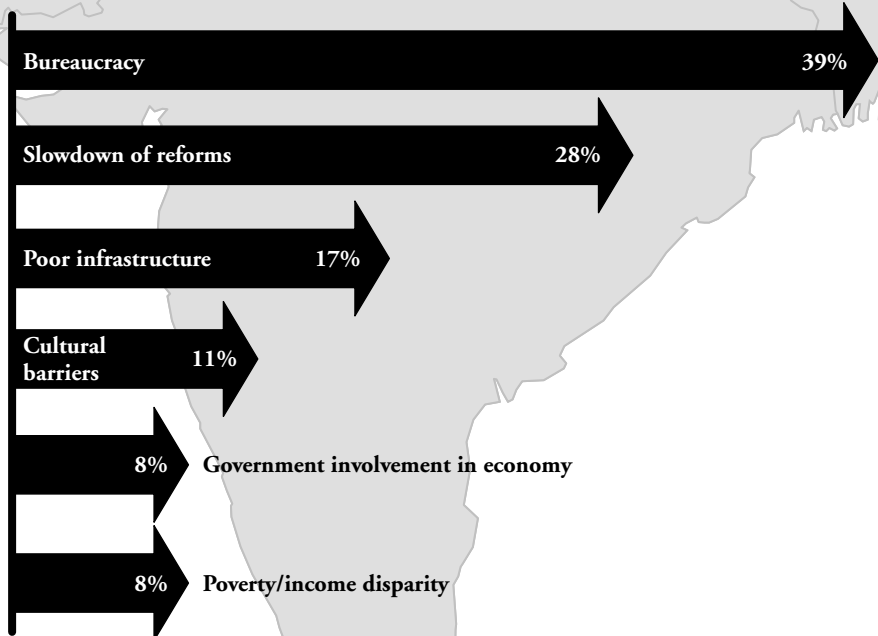 Bureaucracy 39%
Slowdown of reforms 28%
Poor infrastructure 17%
Cultural
barriers 11%
8% Government involvement in economy
8% Poverty/income disparity